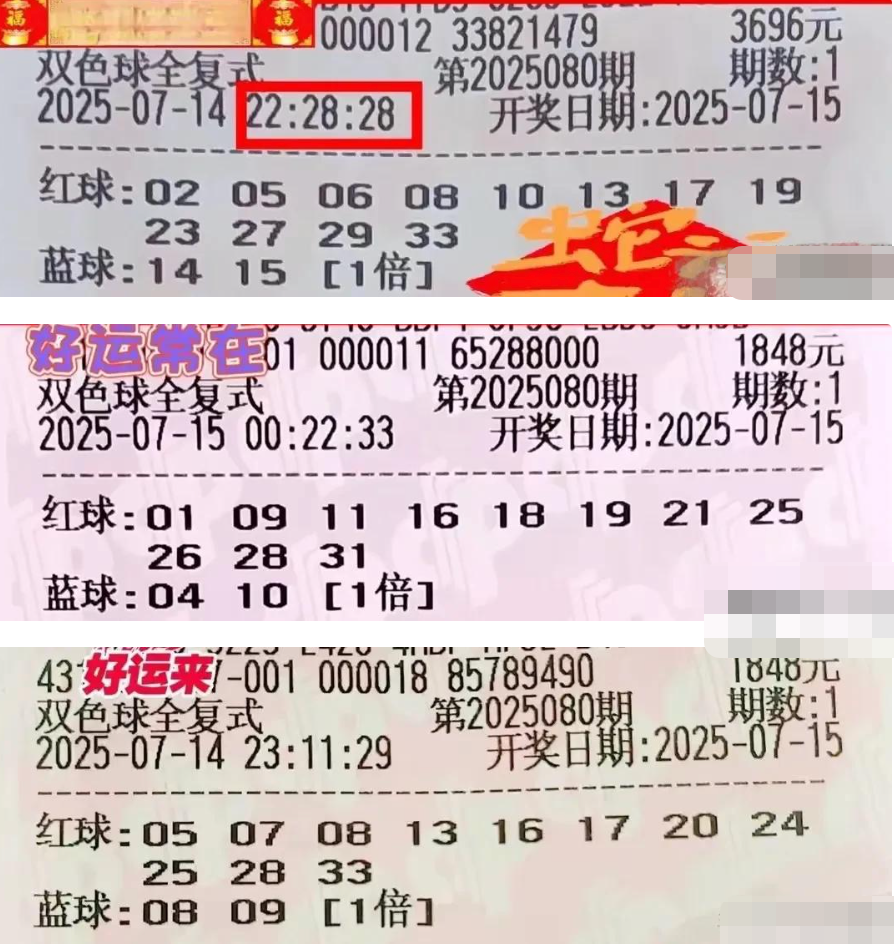 福 福
000012 33821479 3696元
双色球全复式 第2025080期 期数:1
2025-07-14 22:28:28 开奖日期:2025-07-15
红球:02 05 06 08 10 13 17 19
23 27 29 33
蓝球:14 15 [1倍]
蛇
好运常在
01 000011 65288000 1848元
双色球全复式 第2025080期 期数:1
2025-07-15 00:22:33 开奖日期:2025-07-15
红球:01 09 11 16 18 19 21 25
26 28 31
蓝球:04 10 [1倍]
好运来
43 7-001 000018 85789490 1848元
双色球全复式 第2025080期 期数:1
2025-07-14 23:11:29 开奖日期:2025-07-15
红球:05 07 08 13 16 17 20 24
25 28 33
蓝球:08 09 [1倍]